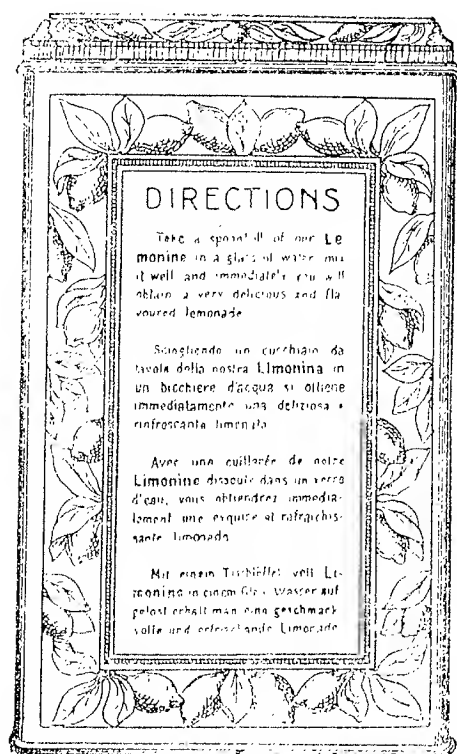 DIRECTIONS
Take a spoonful of our Le
monine in a glass of water mix
it well and immediately you will
obtain a very delicious and fla
voured lemonade
Sciogliendo un cucchiaio da
tavola della nostra Limonina in
un bicchiere d'acqua si ottiene
immediatamente una deliziosa e
rinfrescante limonata
Avec une cuillerée de notre
Limonine dissoute dans un verre
d'eau, vous obtiendrez immedia-
tement une exquise et rafraichis-
sante limonade
Mit einem Tischlöffel voll Li-
monine in einem Glas Wasser auf
gelöst erhält man eine geschmack
volle und erfrischende Limonade